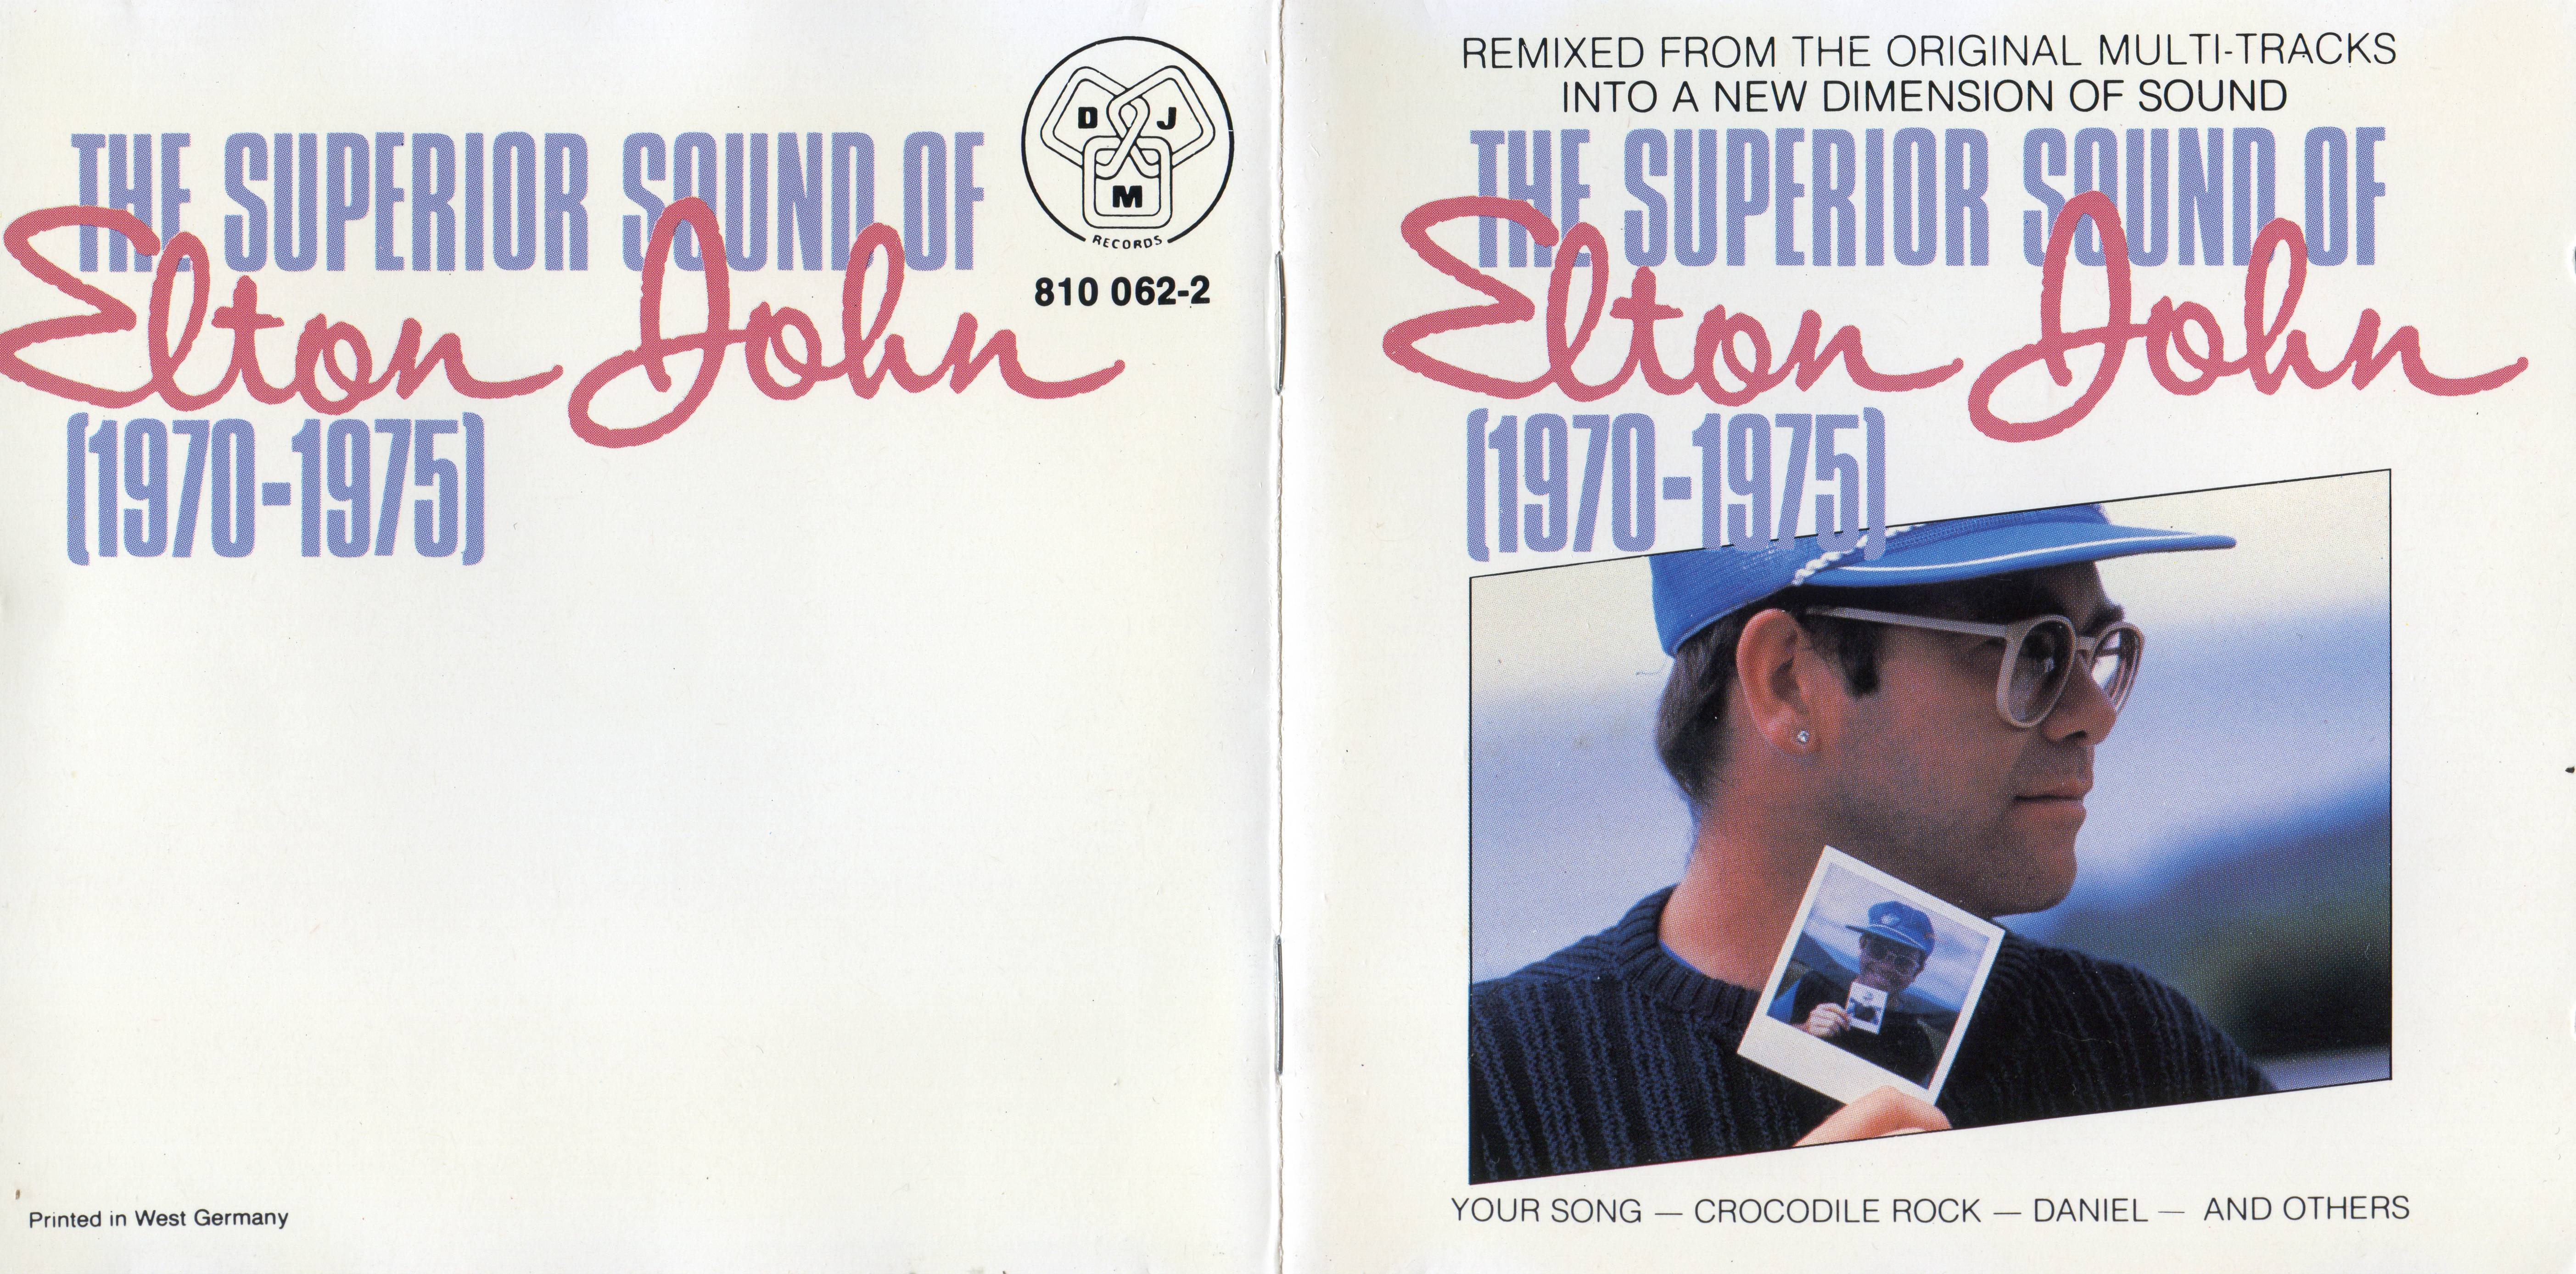 THE SUPERIOR SOUND OF
Elton John
(1970-1975)
D J
M
RECORDS
810 062-2
Printed in West Germany
REMIXED FROM THE ORIGINAL MULTI-TRACKS
INTO A NEW DIMENSION OF SOUND
THE SUPERIOR SOUND OF
Elton John
(1970-1975)
YOUR SONG — CROCODILE ROCK — DANIEL — AND OTHERS